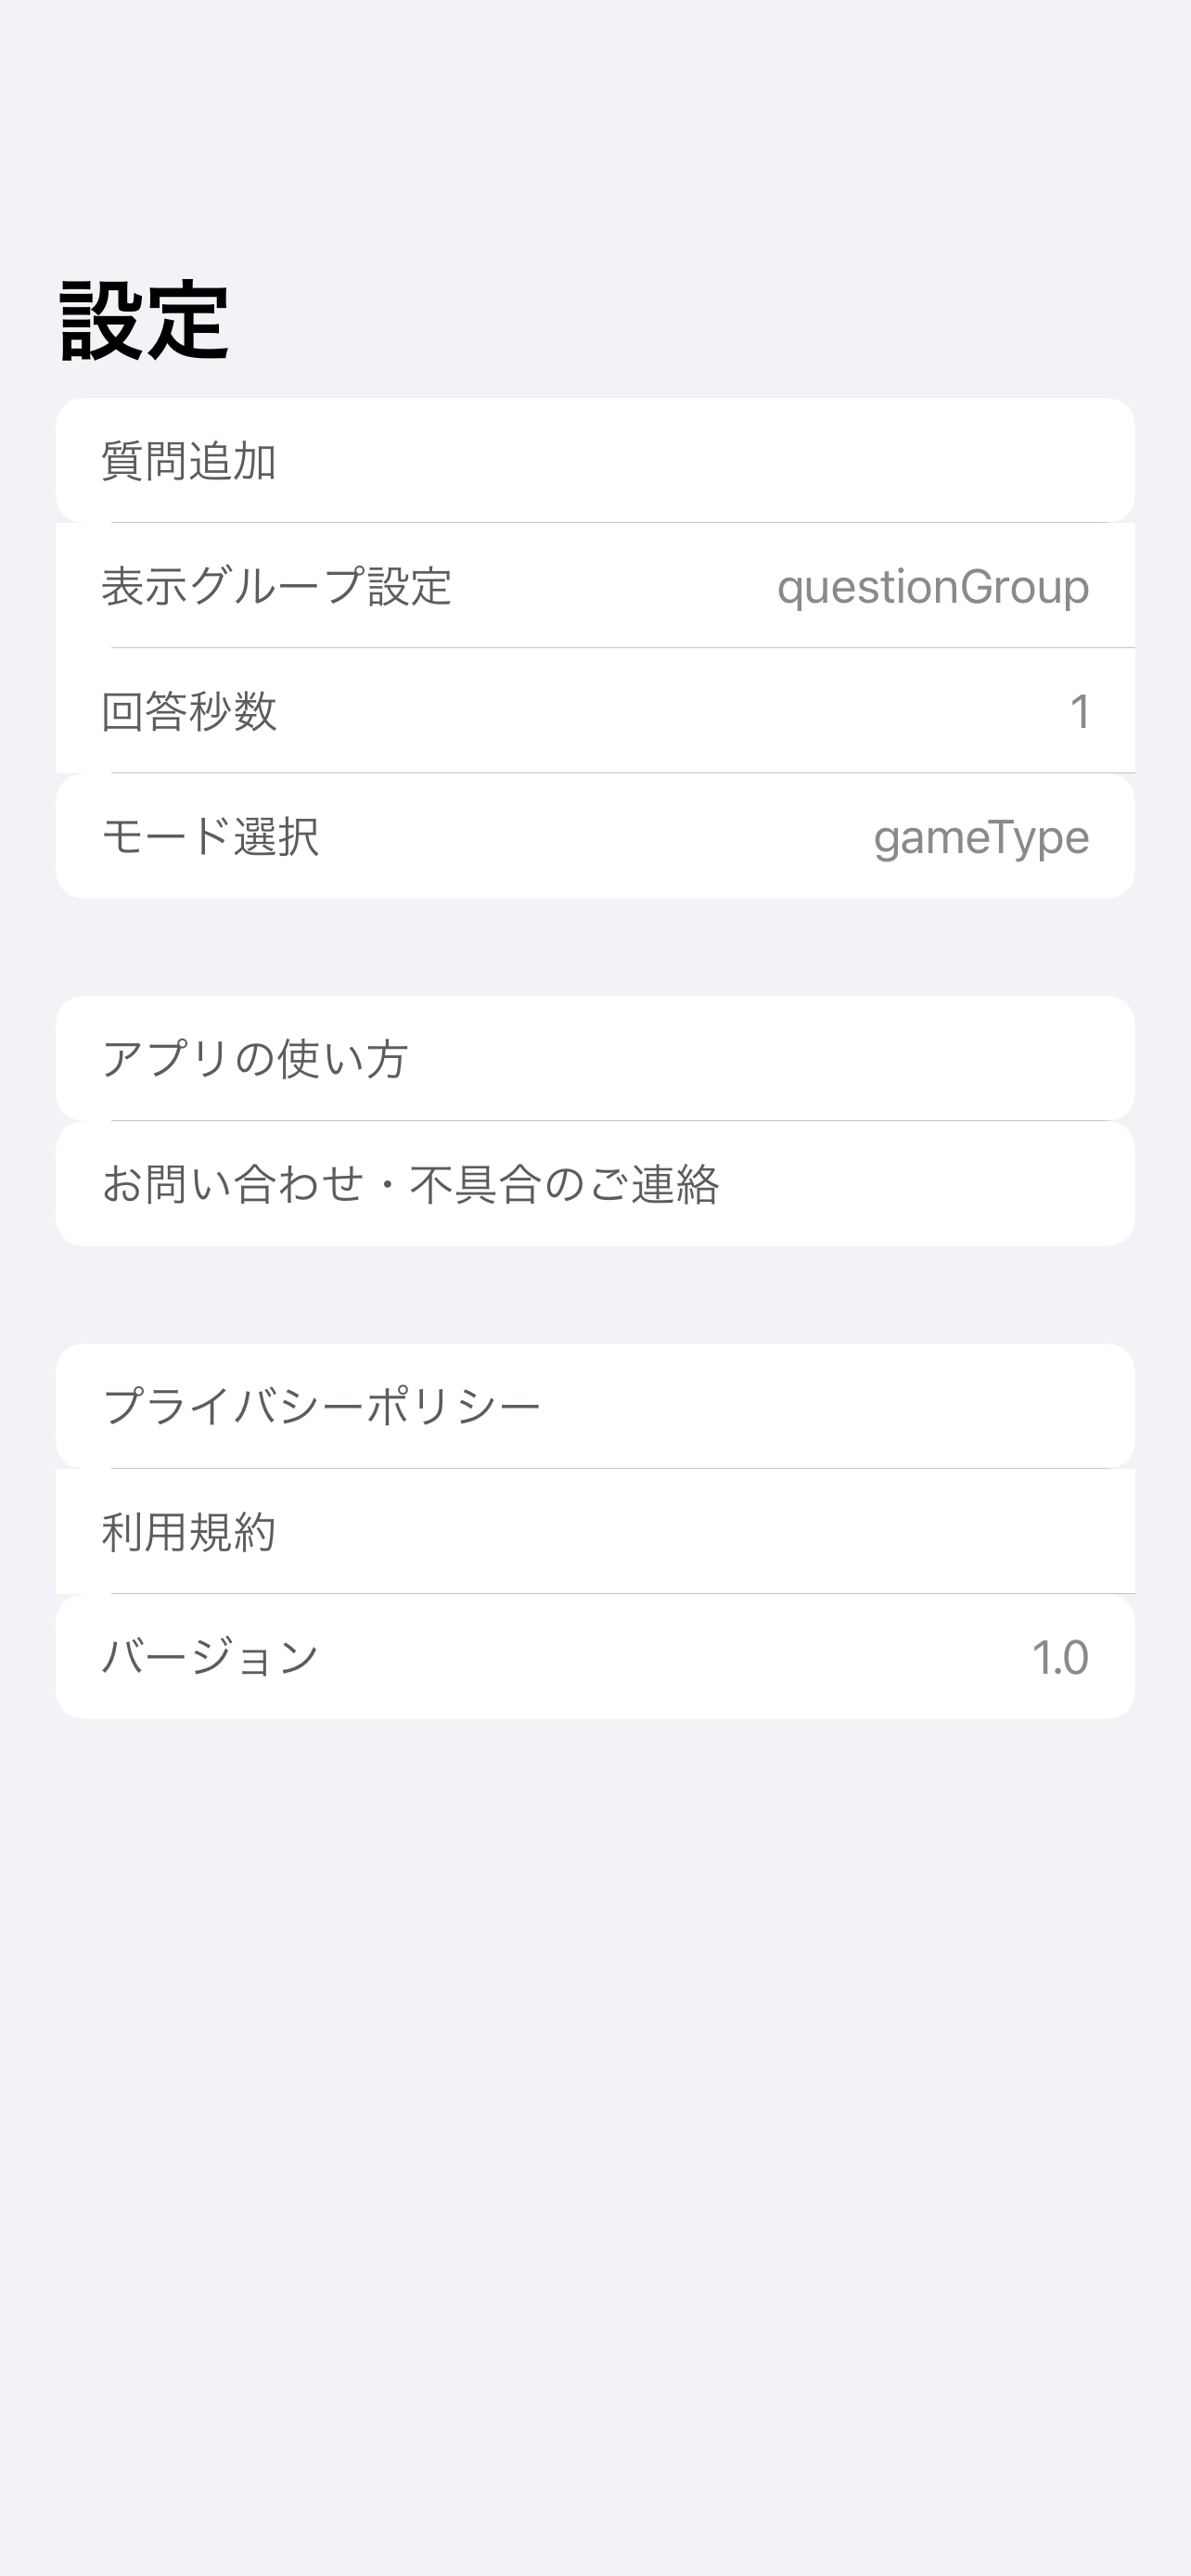 設定
質問追加
表示グループ設定 questionGroup
回答秒数 1
モード選択 gameType
アプリの使い方
お問い合わせ・不具合のご連絡
プライバシーポリシー
利用規約
バージョン 1.0